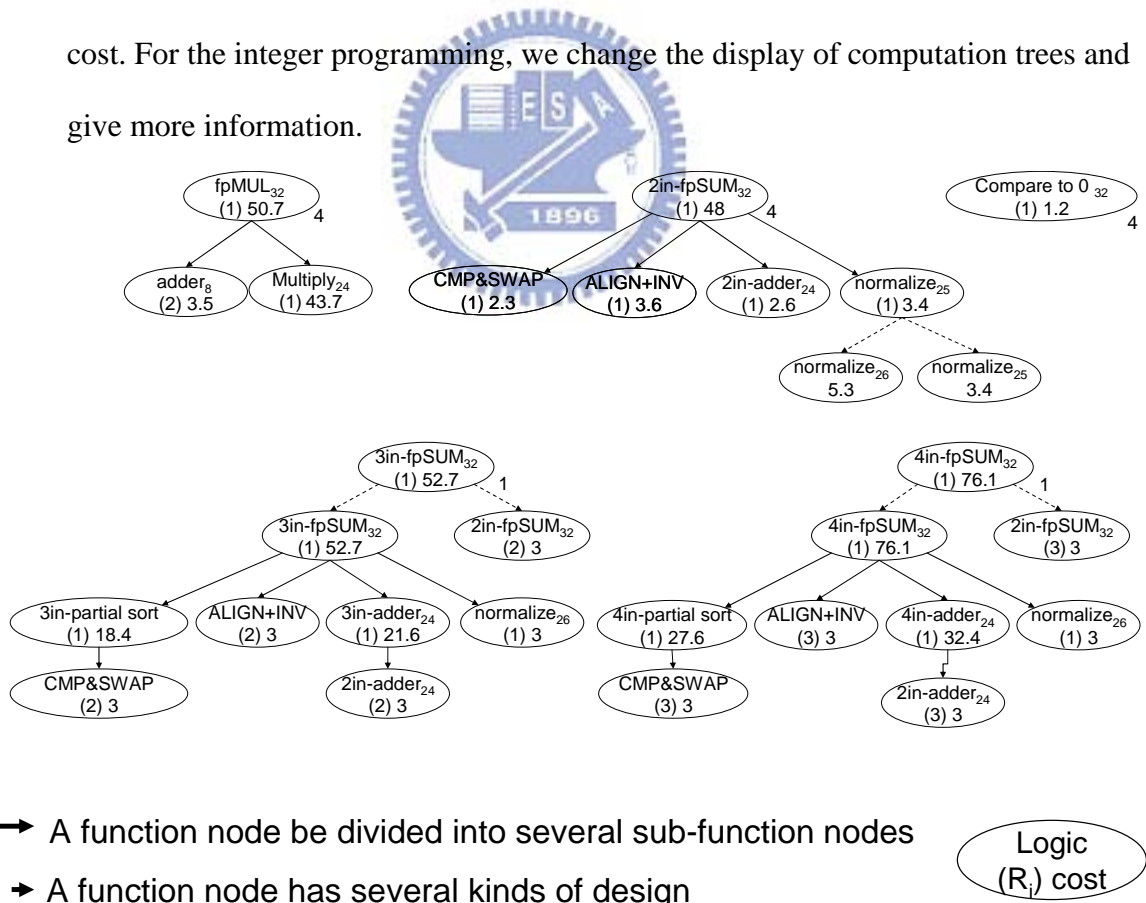 cost. For the integer programming, we change the display of computation trees and
give more information.
E S A
1896
fpMUL32
(1) 50.7
4
2in-fpSUM32
(1) 48
4
Compare to 0 32
(1) 1.2
4
adder8
(2) 3.5
Multiply24
(1) 43.7
CMP&SWAP
(1) 2.3
ALIGN+INV
(1) 3.6
2in-adder24
(1) 2.6
normalize25
(1) 3.4
normalize26
5.3
normalize25
3.4
3in-fpSUM32
(1) 52.7
1
4in-fpSUM32
(1) 76.1
1
3in-fpSUM32
(1) 52.7
2in-fpSUM32
(2) 3
4in-fpSUM32
(1) 76.1
2in-fpSUM32
(3) 3
3in-partial sort
(1) 18.4
ALIGN+INV
(2) 3
3in-adder24
(1) 21.6
normalize26
(1) 3
4in-partial sort
(1) 27.6
ALIGN+INV
(3) 3
4in-adder24
(1) 32.4
normalize26
(1) 3
CMP&SWAP
(2) 3
2in-adder24
(2) 3
CMP&SWAP
(3) 3
2in-adder24
(3) 3
A function node be divided into several sub-function nodes
A function node has several kinds of design
Logic
(Ri) cost